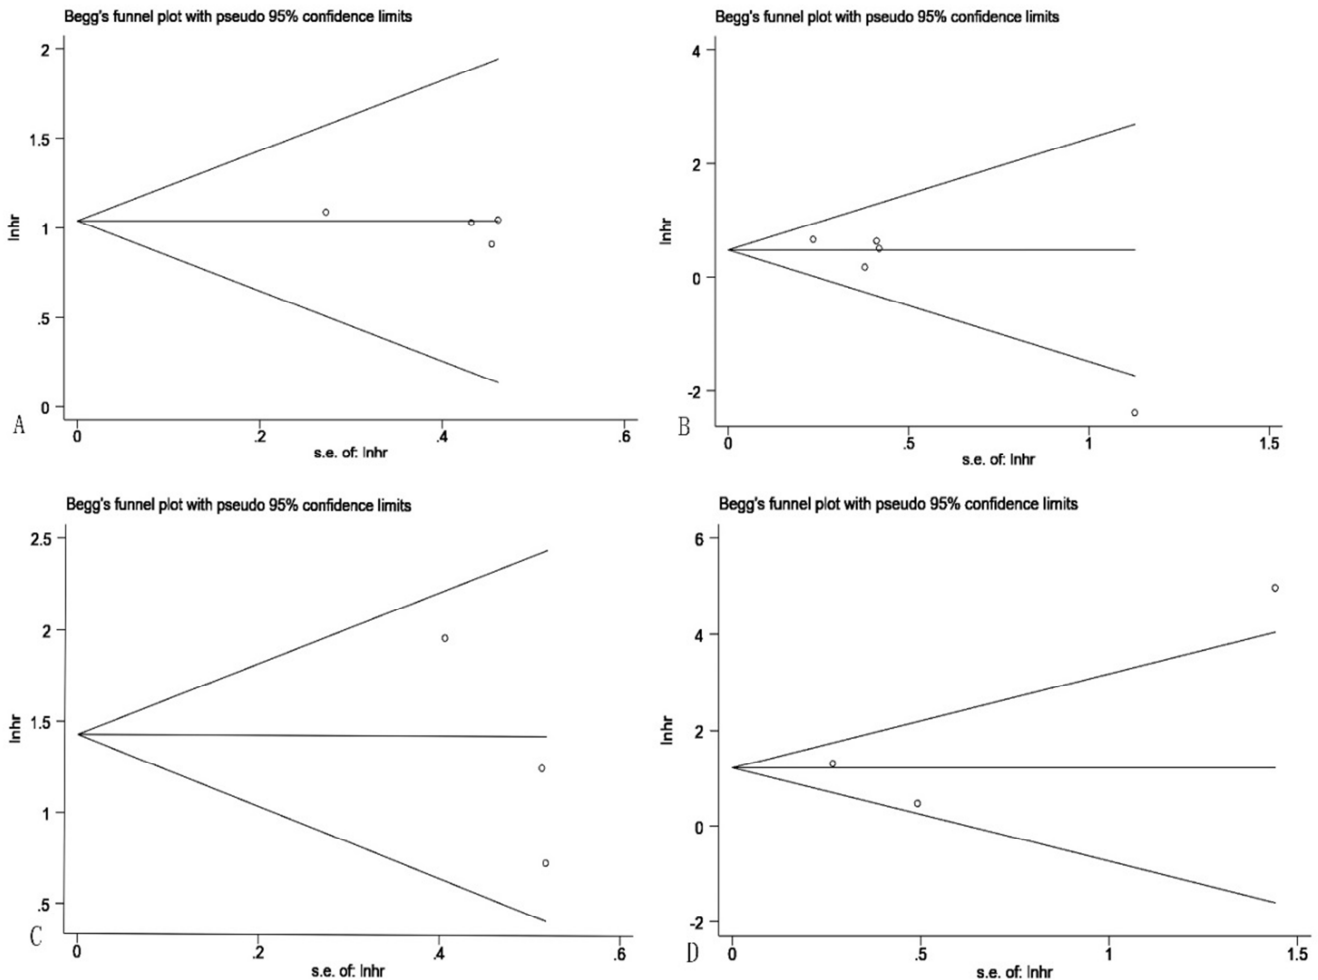 Begg's funnel plot with pseudo 95% confidence limits
2
1.5
1
.5
0
lnhr
0 .2 .4 .6
s.e. of: lnhr
A
Begg's funnel plot with pseudo 95% confidence limits
4
2
0
-2
lnhr
0 .5 1 1.5
s.e. of: lnhr
B
Begg's funnel plot with pseudo 95% confidence limits
2.5
2
1.5
1
.5
lnhr
0 .2 .4 .6
s.e. of: lnhr
C
Begg's funnel plot with pseudo 95% confidence limits
6
4
2
0
-2
lnhr
0 .5 1 1.5
s.e. of: lnhr
D